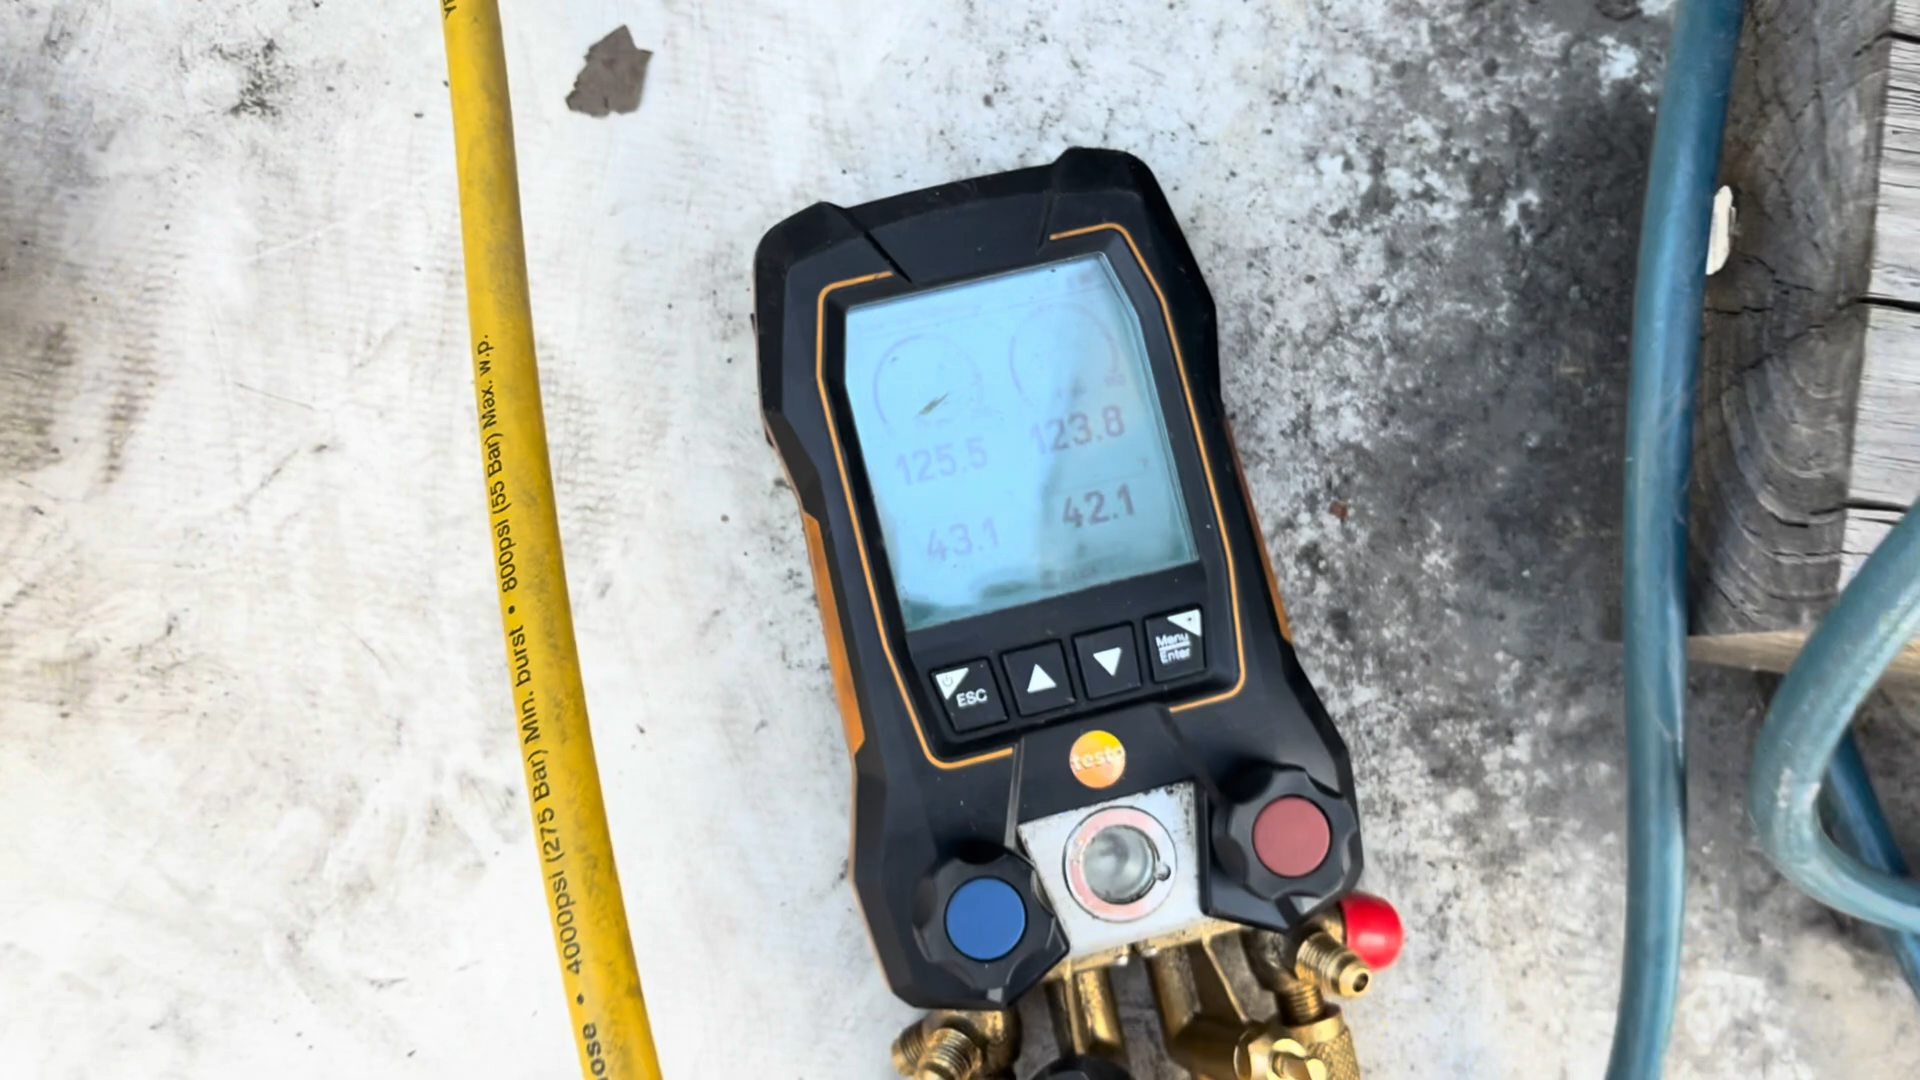 125.5 123.8
43.1 42.1
ESC
Menu
Enter
testo
ose • 4000psi (275 Bar) Min. burst • 800psi (55 Bar) Max. w.p.